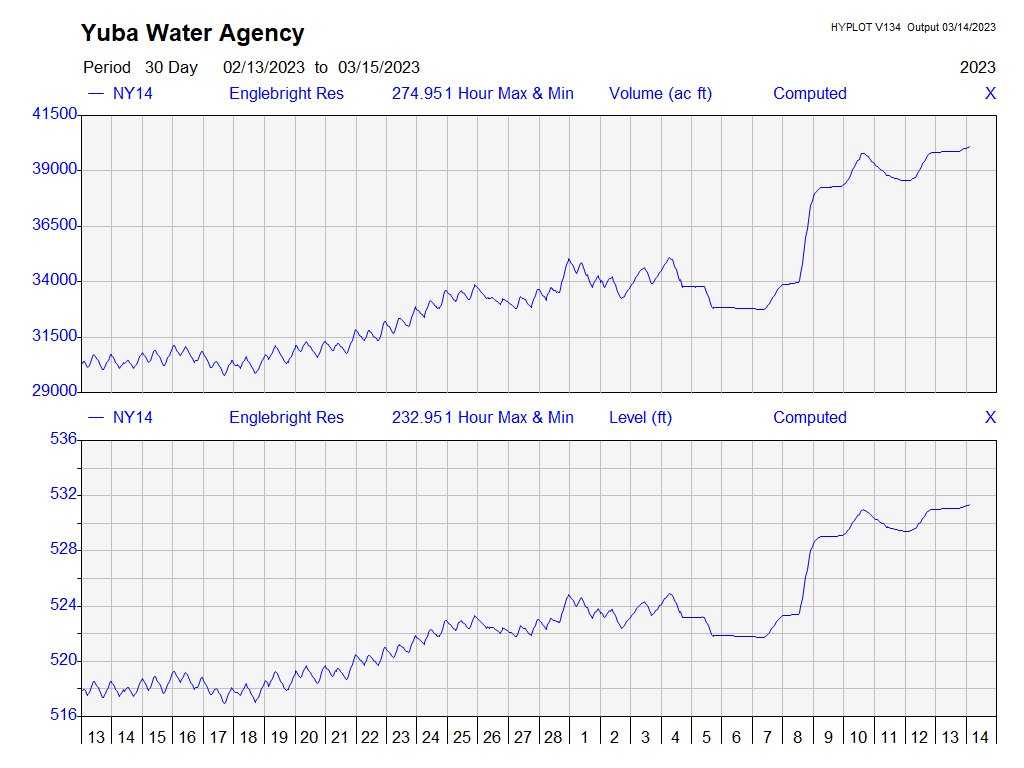 Yuba Water Agency
HYPLOT V134 Output 03/14/2023
Period 30 Day 02/13/2023 to 03/15/2023
2023
NY14 Englebright Res 274.951 Hour Max & Min Volume (ac ft) Computed X
41500
39000
36500
34000
31500
29000
NY14 Englebright Res 232.951 Hour Max & Min Level (ft) Computed X
536
532
528
524
520
516
13 14 15 16 17 18 19 20 21 22 23 24 25 26 27 28 1 2 3 4 5 6 7 8 9 10 11 12 13 14